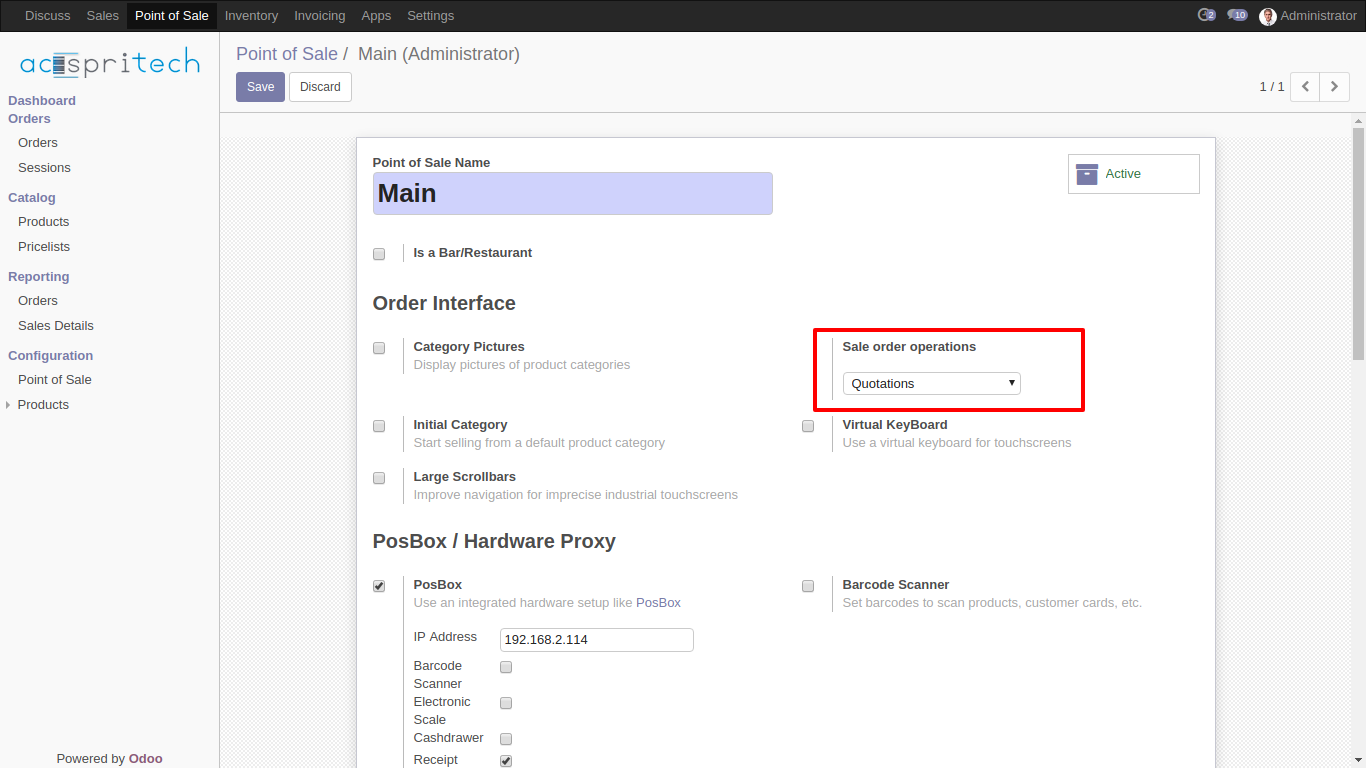 Discuss Sales Point of Sale Inventory Invoicing Apps Settings 2 10 Administrator
acespritech
Dashboard
Orders
Orders
Sessions
Catalog
Products
Pricelists
Reporting
Orders
Sales Details
Configuration
Point of Sale
Products
Powered by Odoo
Point of Sale / Main (Administrator)
Save Discard
1 / 1
Point of Sale Name
Main
Active
Is a Bar/Restaurant
Order Interface
Category Pictures
Display pictures of product categories
Sale order operations
Quotations
Initial Category
Start selling from a default product category
Virtual KeyBoard
Use a virtual keyboard for touchscreens
Large Scrollbars
Improve navigation for imprecise industrial touchscreens
PosBox / Hardware Proxy
PosBox
Use an integrated hardware setup like PosBox
Barcode Scanner
Set barcodes to scan products, customer cards, etc.
IP Address 192.168.2.114
Barcode
Scanner
Electronic
Scale
Cashdrawer
Receipt